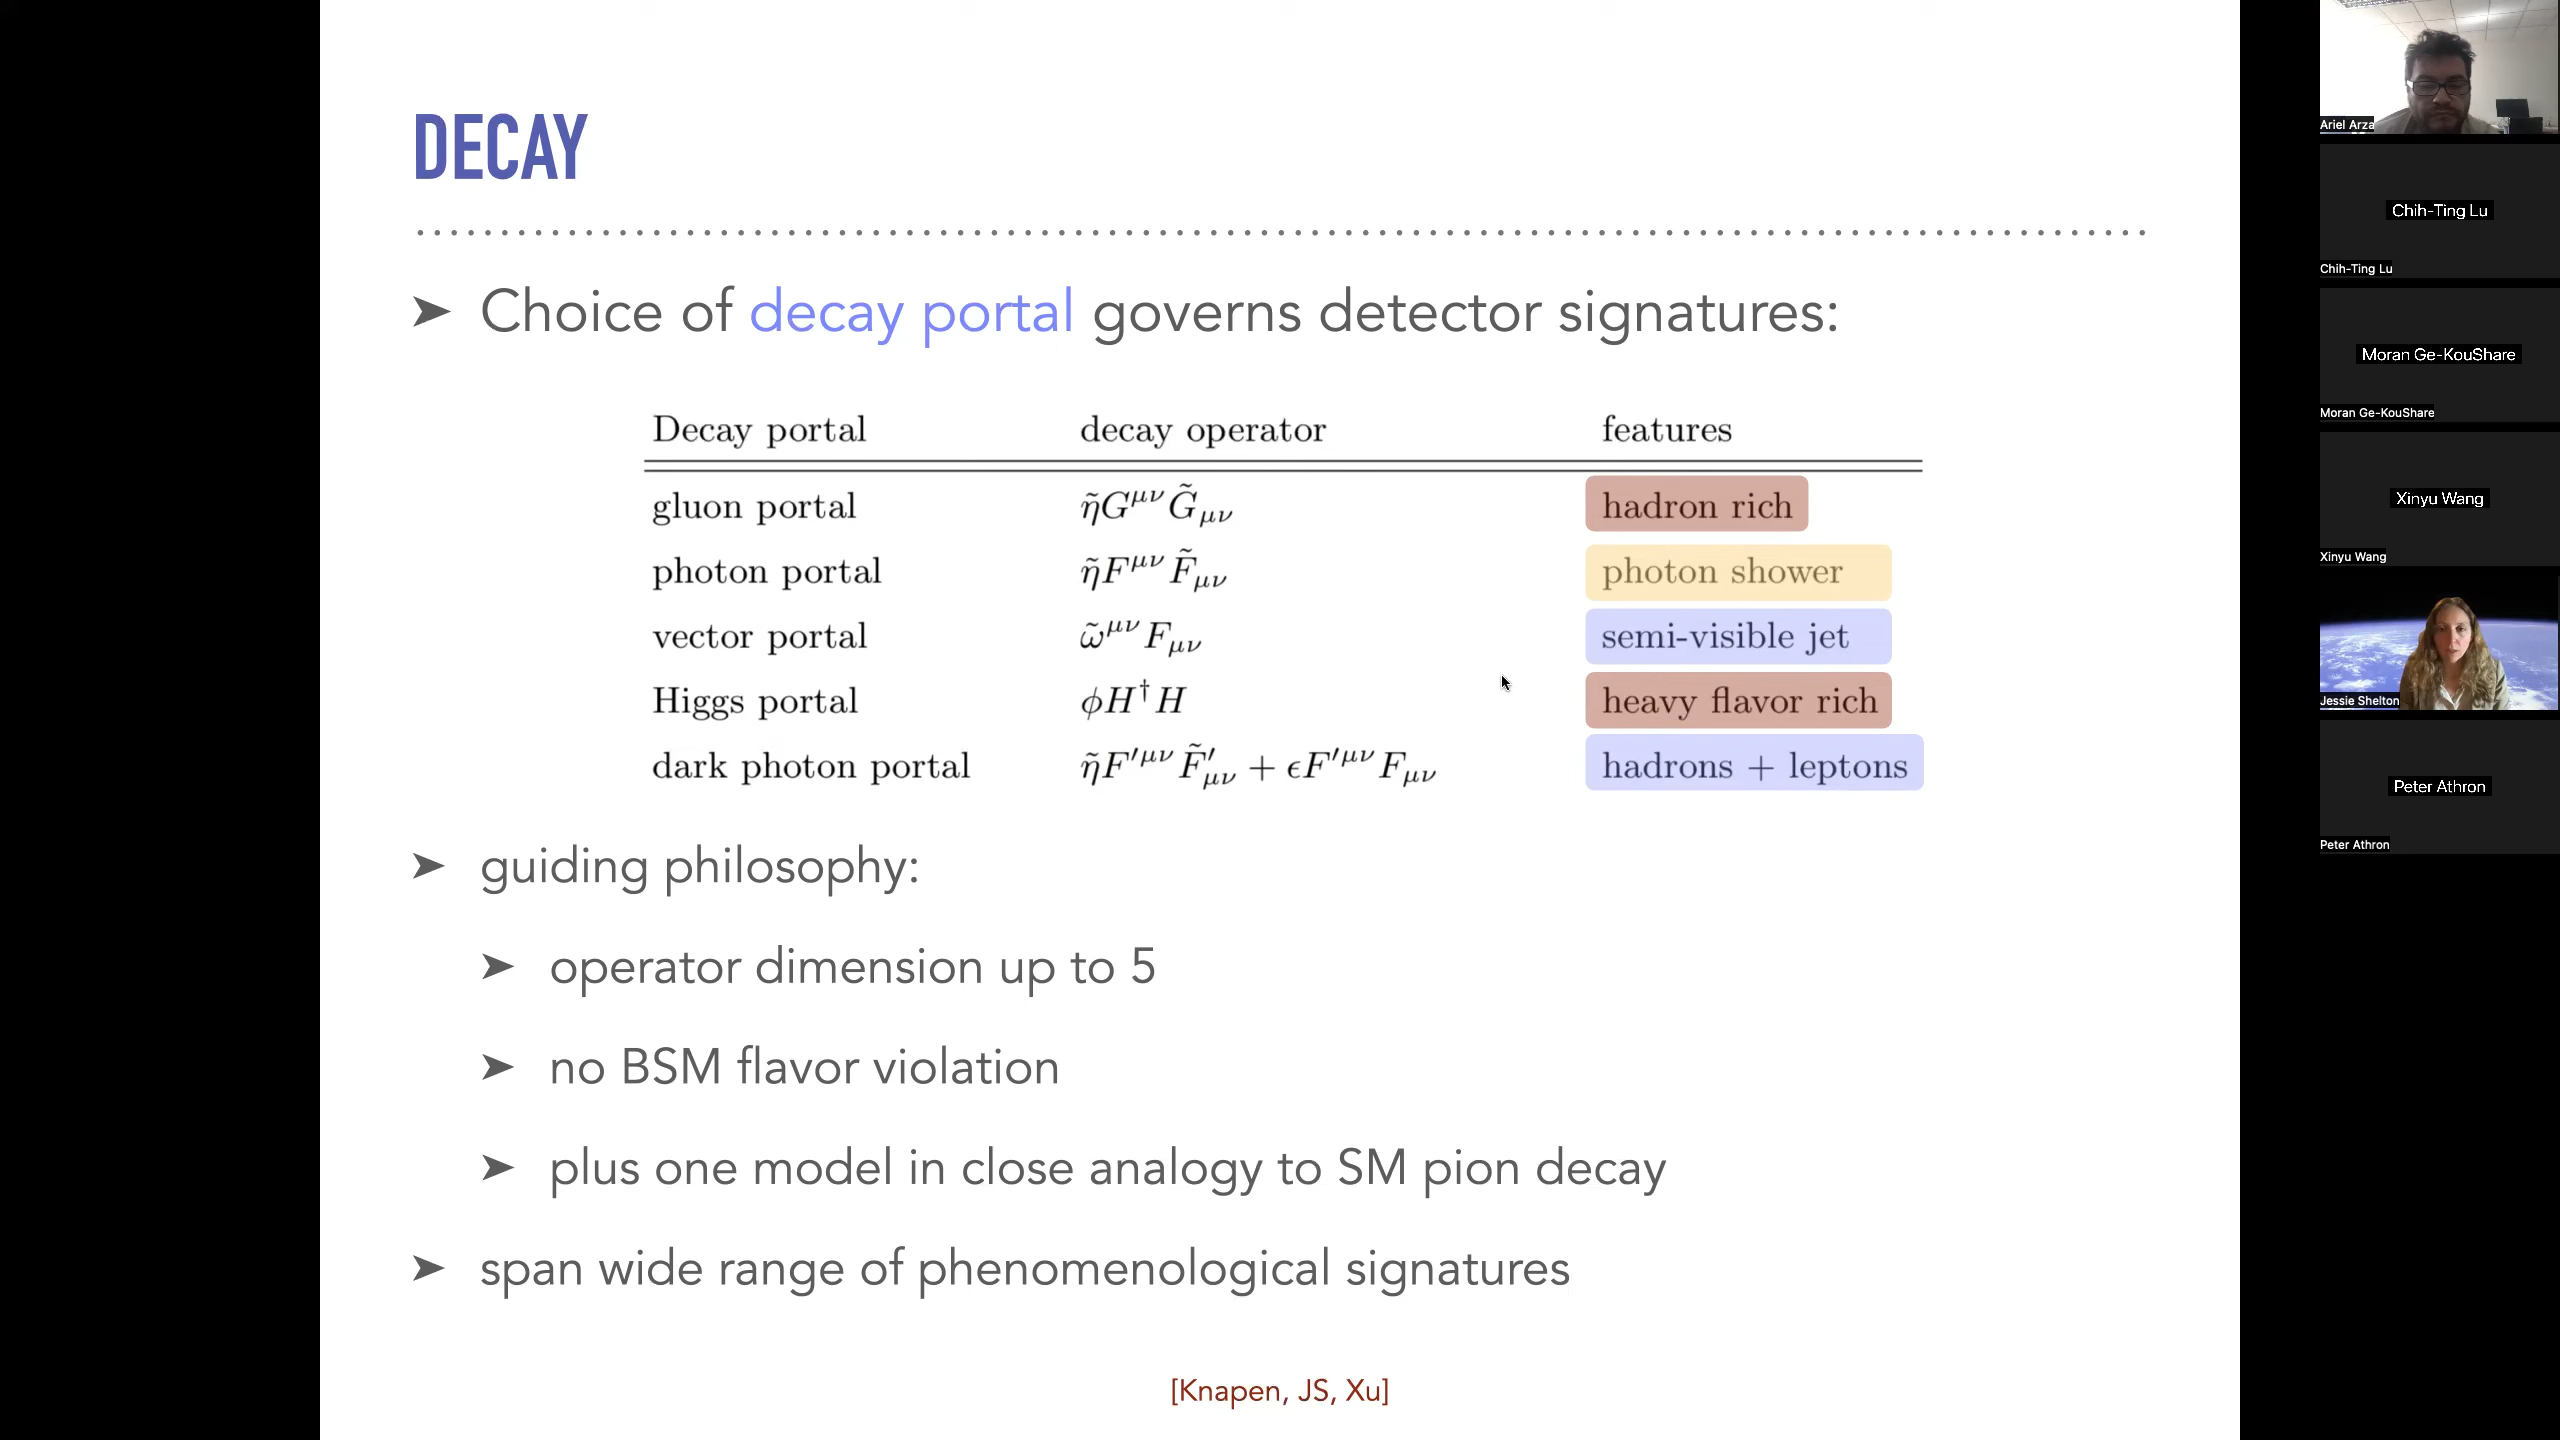 DECAY
➤ Choice of decay portal governs detector signatures:
Decay portal decay operator features
gluon portal η̃G^{μν}G̃_{μν} hadron rich
photon portal η̃F^{μν}F̃_{μν} photon shower
vector portal ω̃^{μν}F_{μν} semi-visible jet
Higgs portal ϕH^†H heavy flavor rich
dark photon portal η̃F′^{μν}F̃′_{μν} + ϵF′^{μν}F_{μν} hadrons + leptons
➤ guiding philosophy:
➤ operator dimension up to 5
➤ no BSM flavor violation
➤ plus one model in close analogy to SM pion decay
➤ span wide range of phenomenological signatures
[Knapen, JS, Xu]
Ariel Arza
Chih-Ting Lu
Chih-Ting Lu
Moran Ge-KouShare
Moran Ge-KouShare
Xinyu Wang
Xinyu Wang
Jessie Shelton
Peter Athron
Peter Athron